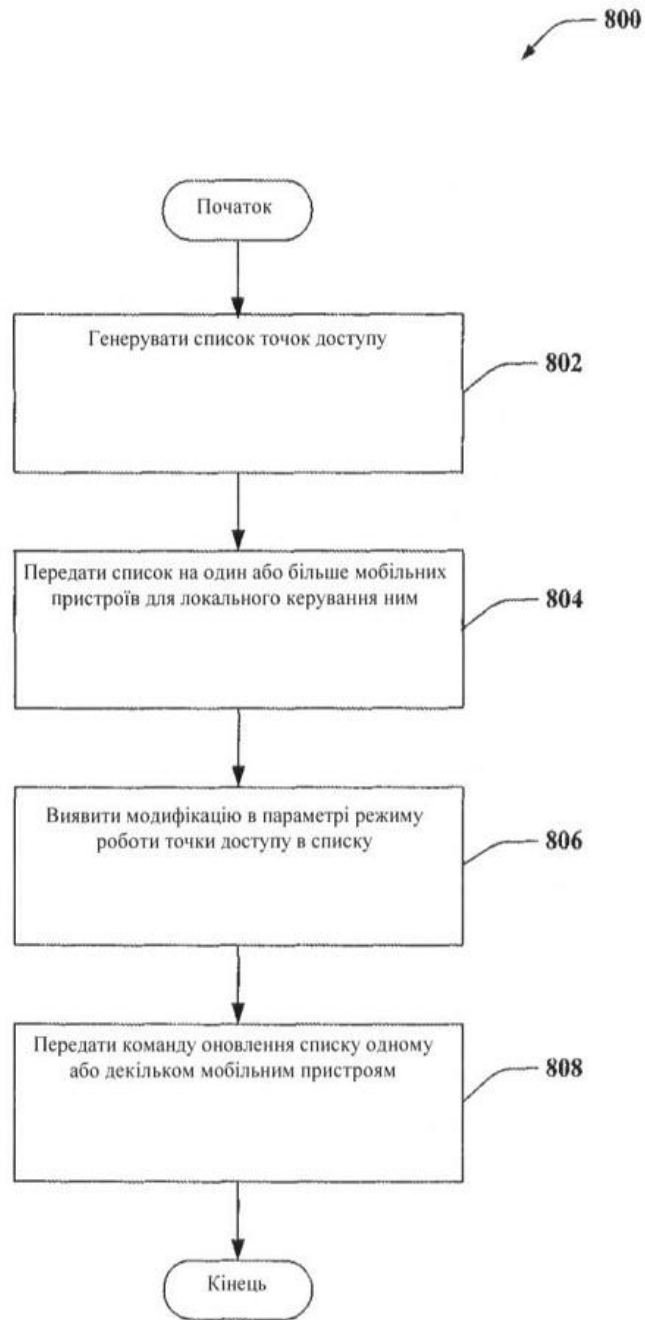 800
Початок
Генерувати список точок доступу
802
Передати список на один або більше мобільних
пристроїв для локального керування ним
804
Виявити модифікацію в параметрі режиму
роботи точки доступу в списку
806
Передати команду оновлення списку одному
або декільком мобільним пристроям
808
Кінець